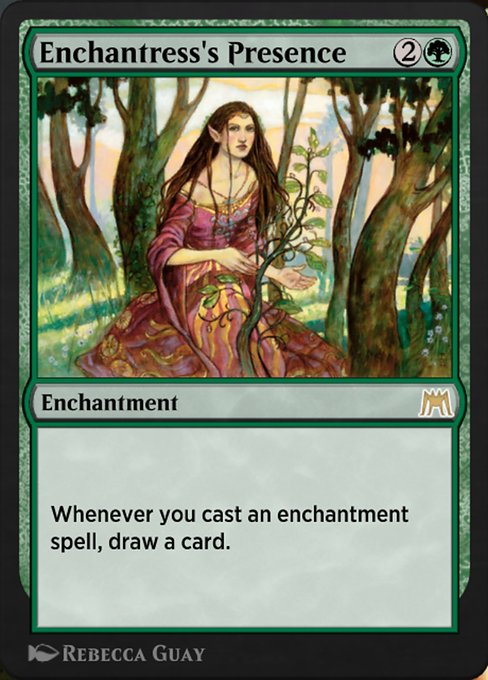 Enchantress's Presence 2
Enchantment
Whenever you cast an enchantment
spell, draw a card.
Rebecca Guay